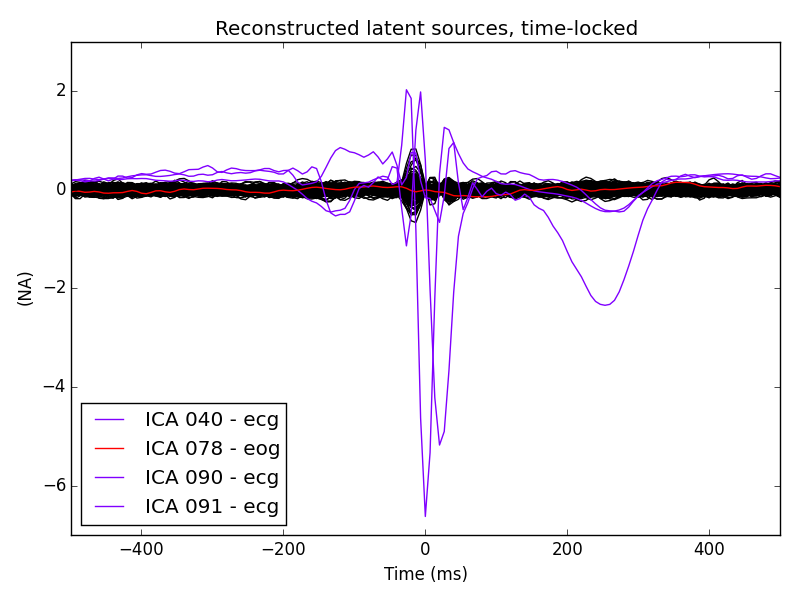 Reconstructed latent sources, time-locked
2
0
−2
−4
−6
(NA)
ICA 040 - ecg
ICA 078 - eog
ICA 090 - ecg
ICA 091 - ecg
−400
−200
0
200
400
Time (ms)